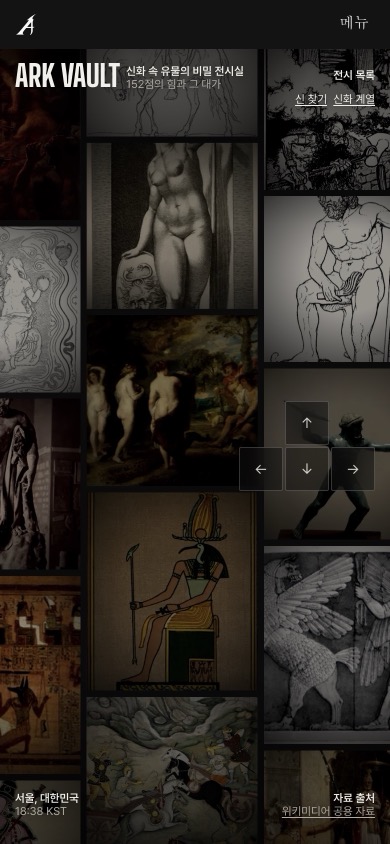 메뉴
ARK VAULT
신화 속 유물의 비밀 전시실
152점의 힘과 그 대가
전시 목록
신 찾기 신화 계열
↑
← ↓ →
서울, 대한민국
18:38 KST
자료 출처
위키미디어 공용 자료